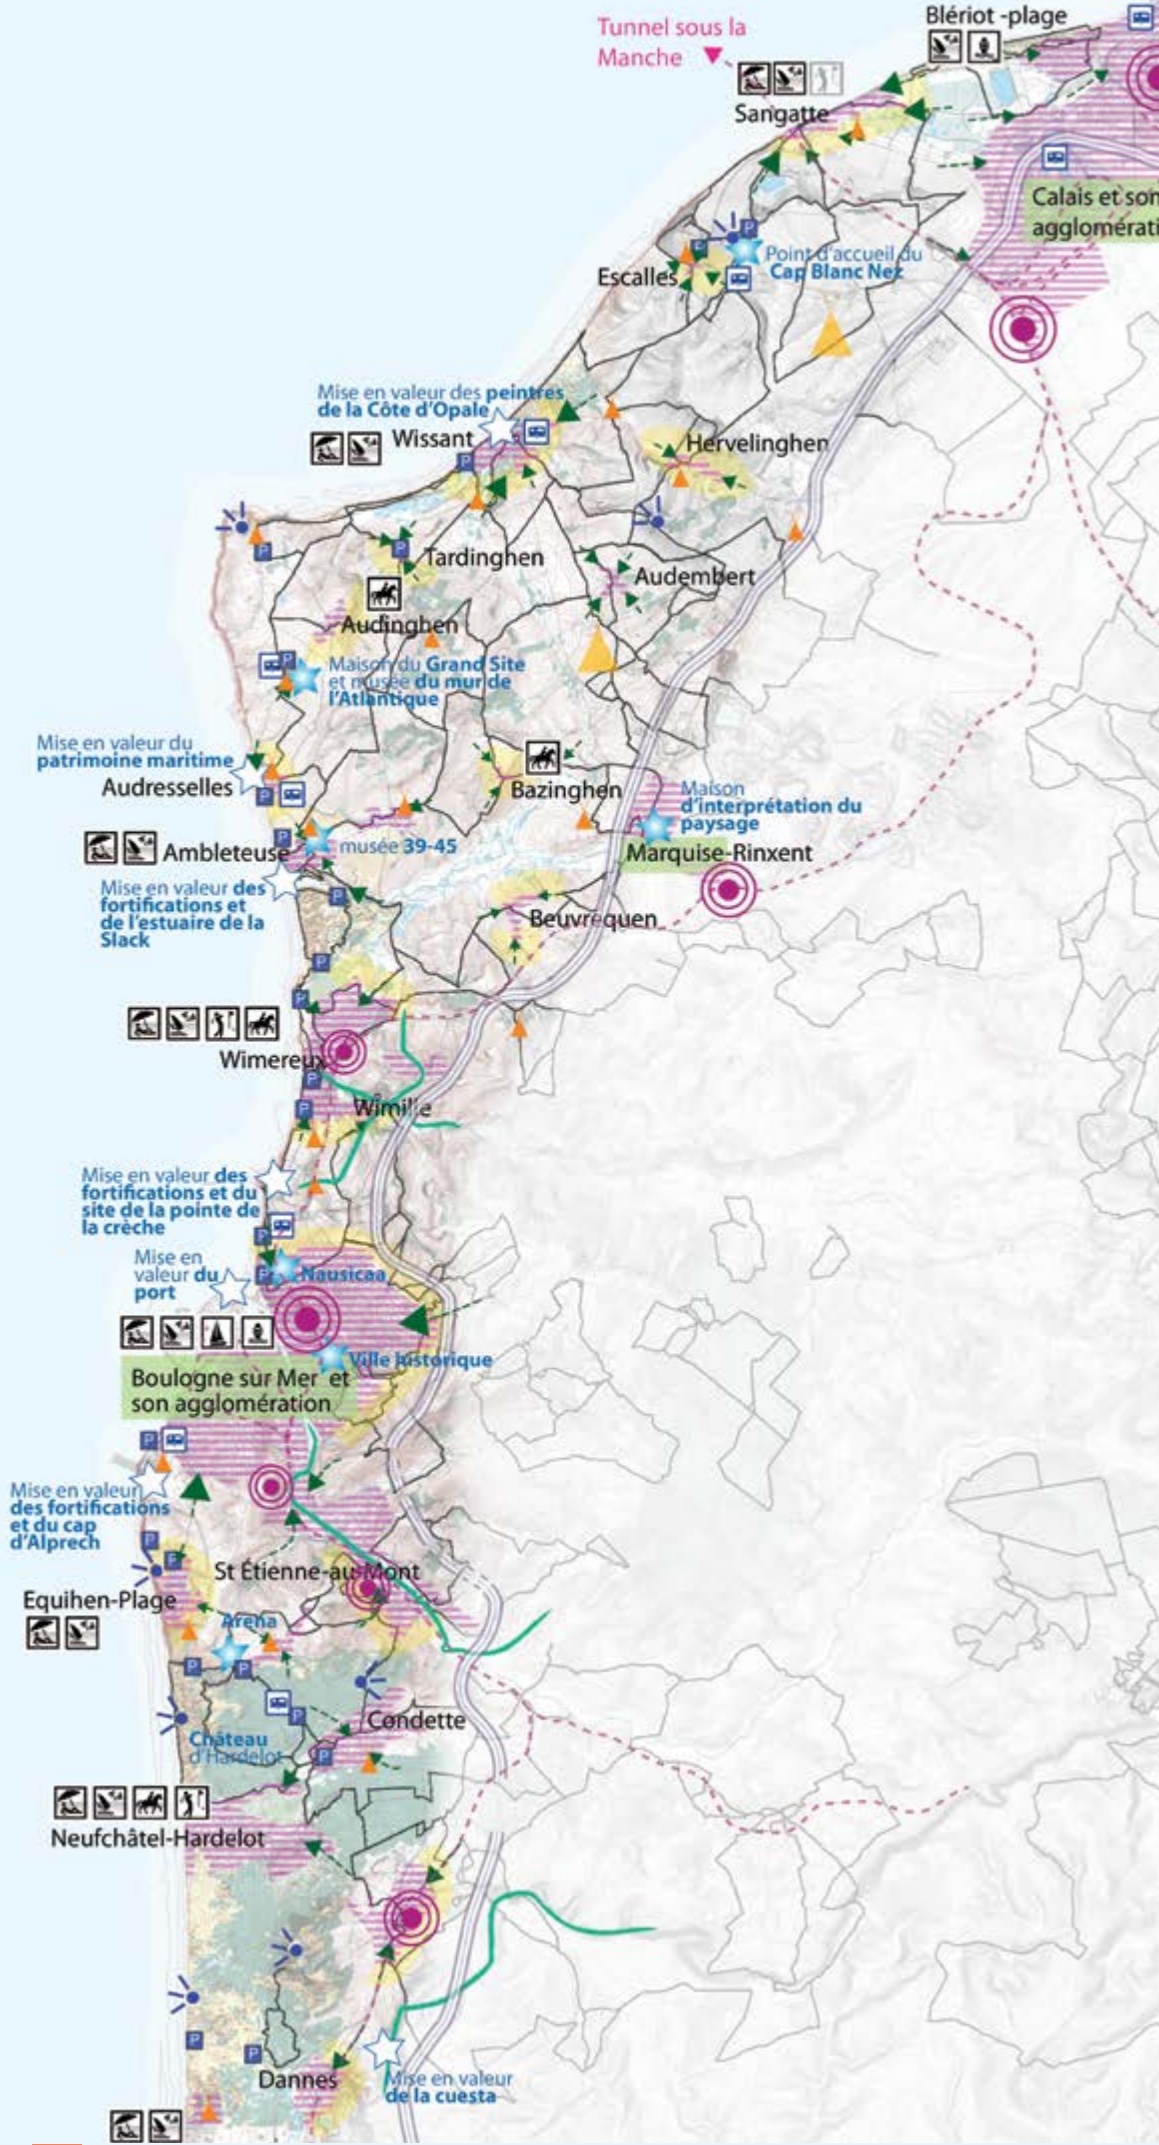 Blériot -plage
Tunnel sous la
Manche
Sangatte
Calais et son
agglomérati
Point d'accueil du
Cap Blanc Nez
Escalles
Mise en valeur des peintres
de la Côte d'Opale
Wissant
Hervelinghen
Tardinghen
Audembert
Audinghen
Maison du Grand Site
et musée du mur de
l'Atlantique
Mise en valeur du
patrimoine maritime
Audresselles
Bazinghen
Maison
d'interprétation du
paysage
Marquise-Rinxent
Ambleteuse
musée 39-45
Mise en valeur des
fortifications et
de l'estuaire de la
Slack
Beuvrequen
Wimereux
Wimille
Mise en valeur des
fortifications et du
site de la pointe de
la crèche
Mise en
valeur du
port
Nausicaa
Ville historique
Boulogne sur Mer et
son agglomération
Mise en valeur
des fortifications
et du cap
d'Alprech
St Étienne-au-Mont
Equihen-Plage
Arena
Condette
Château
d'Hardelot
Neufchâtel-Hardelot
Dannes
Mise en valeur
de la cuesta